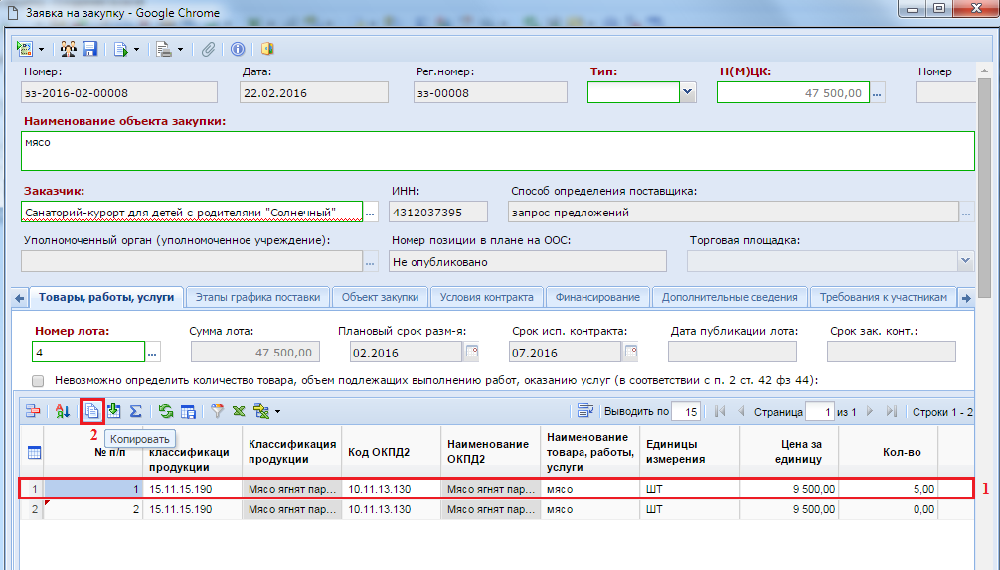 Заявка на закупку - Google Chrome
Номер: Дата: Рег.номер: Тип: Н(М)ЦК: Номер
зз-2016-02-00008 22.02.2016 зз-00008 47 500,00 ...
Наименование объекта закупки:
мясо
Заказчик: ИНН: Способ определения поставщика:
Санаторий-курорт для детей с родителями "Солнечный" ... 4312037395 запрос предложений ...
Уполномоченный орган (уполномоченное учреждение): Номер позиции в плане на ООС: Торговая площадка:
... Не опубликовано
Товары, работы, услуги Этапы графика поставки Объект закупки Условия контракта Финансирование Дополнительные сведения Требования к участникам
Номер лота: Сумма лота: Плановый срок разм-я: Срок исп. контракта: Дата публикации лота: Срок зак. конт.:
4 ... 47 500,00 02.2016 07.2016
Невозможно определить количество товара, объем подлежащих выполнению работ, оказанию услуг (в соответствии с п. 2 ст. 42 фз 44):
Выводить по 15 Страница 1 из 1 Строки 1 - 2
2 Копировать
№ п/п классификаци продукции Классификация продукции Код ОКПД2 Наименование ОКПД2 Наименование товара, работы, услуги Единицы измерения Цена за единицу Кол-во
1 1 15.11.15.190 Мясо ягнят пар... 10.11.13.130 Мясо ягнят пар... мясо ШТ 9 500,00 5,00 1
2 2 15.11.15.190 Мясо ягнят пар... 10.11.13.130 Мясо ягнят пар... мясо ШТ 9 500,00 0,00